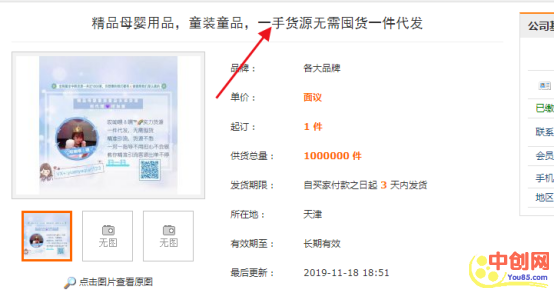 精品母婴用品，童装童品，一手货源无需囤货一件代发
公司基
品牌： 各大品牌
单价： 面议
起订： 1 件
供货总量： 1000000 件
发货期限： 自买家付款之日起 3 天内发货
所在地： 天津
有效期至： 长期有效
最后更新： 2019-11-18 18:51
无图
无图
点击图片查看原图
已缴
联系
会员
手机
地区
中创网
You85.com